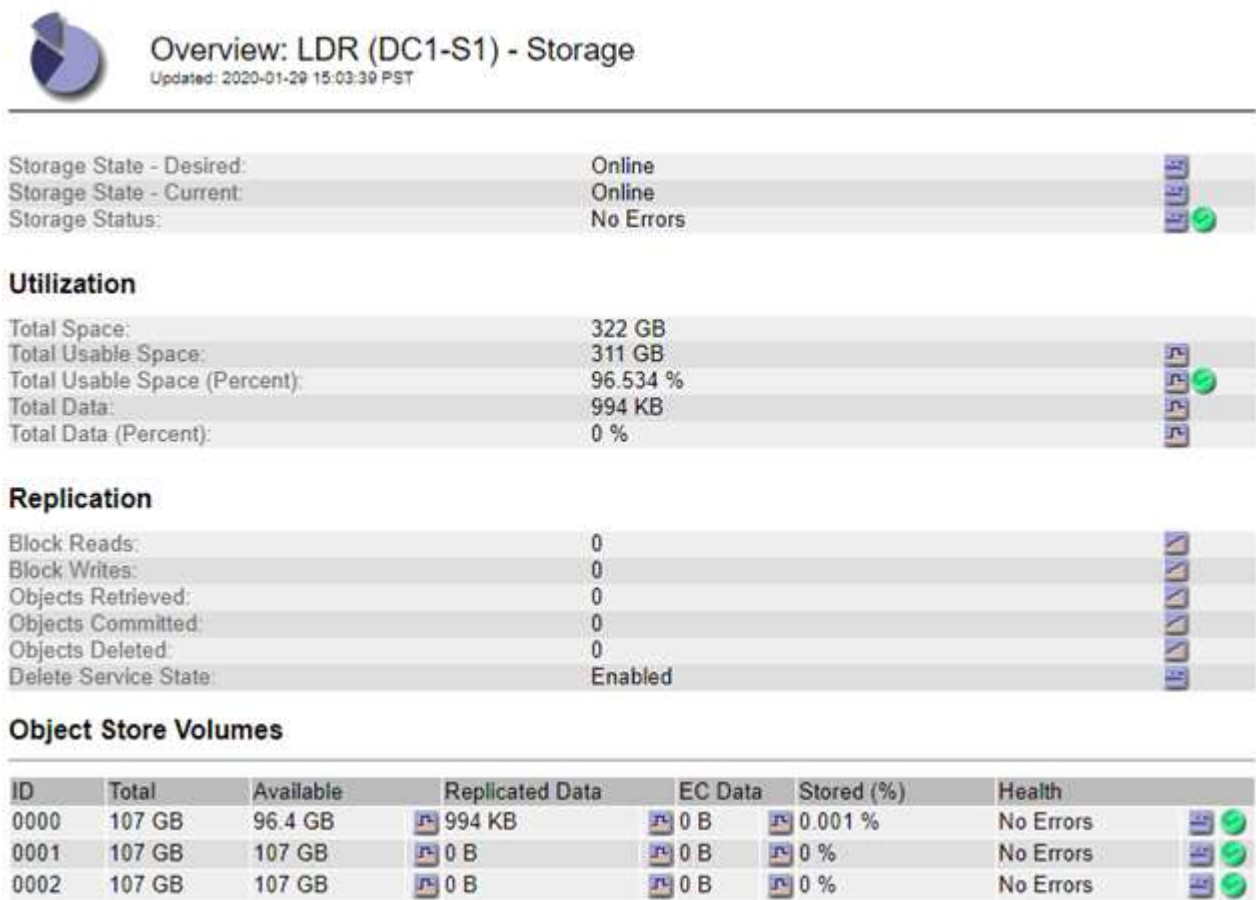 Overview: LDR (DC1-S1) - Storage
Updated: 2020-01-29 15:03:39 PST
Storage State - Desired: Online
Storage State - Current: Online
Storage Status: No Errors
Utilization
Total Space: 322 GB
Total Usable Space: 311 GB
Total Usable Space (Percent): 96.534 %
Total Data: 994 KB
Total Data (Percent): 0 %
Replication
Block Reads: 0
Block Writes: 0
Objects Retrieved: 0
Objects Committed: 0
Objects Deleted: 0
Delete Service State: Enabled
Object Store Volumes
ID Total Available Replicated Data EC Data Stored (%) Health
0000 107 GB 96.4 GB 994 KB 0 B 0.001 % No Errors
0001 107 GB 107 GB 0 B 0 B 0 % No Errors
0002 107 GB 107 GB 0 B 0 B 0 % No Errors